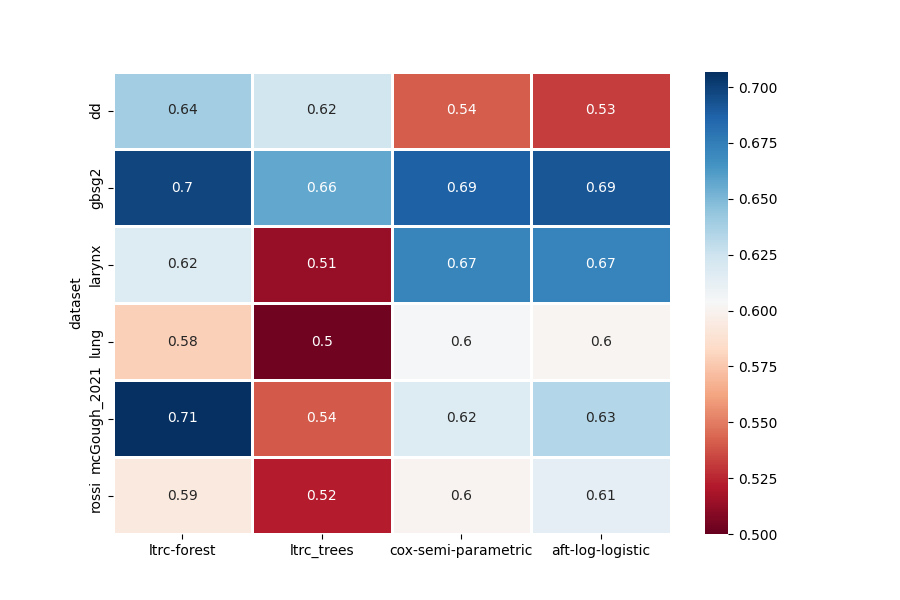 dataset
dd
0.64 0.62 0.54 0.53
gbsg2
0.7 0.66 0.69 0.69
larynx
0.62 0.51 0.67 0.67
lung
0.58 0.5 0.6 0.6
mcGough_2021
0.71 0.54 0.62 0.63
rossi
0.59 0.52 0.6 0.61
ltrc-forest ltrc_trees cox-semi-parametric aft-log-logistic
0.700
0.675
0.650
0.625
0.600
0.575
0.550
0.525
0.500